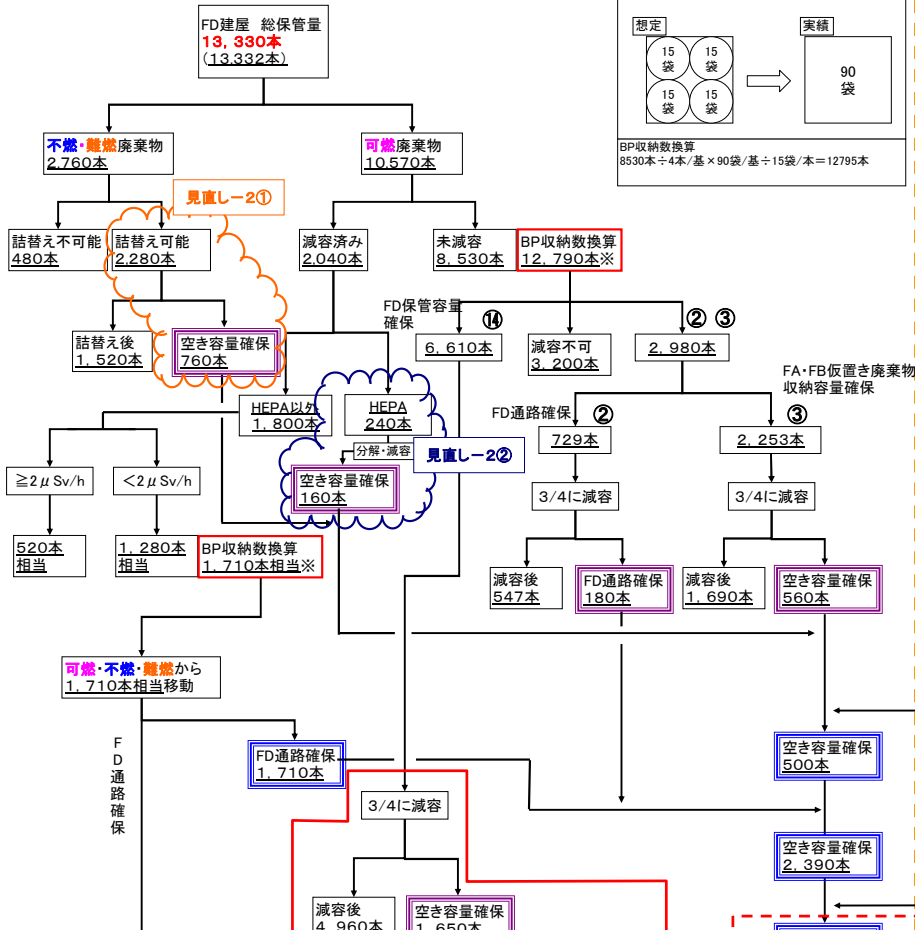 FD建屋 総保管量
13,330本
(13,332本)
想定
実績
15
袋
15
袋
15
袋
15
袋
90
袋
BP収納数換算
8530本÷4本/基×90袋/基÷15袋/本=12795本
不燃・難燃廃棄物
2,760本
可燃廃棄物
10,570本
見直しー2①
詰替え不可能
480本
詰替え可能
2,280本
減容済み
2,040本
未減容
8,530本
BP収納数換算
12,790本※
詰替え後
1,520本
空き容量確保
760本
FD保管容量
確保
⑭
6,610本
減容不可
3,200本
② ③
2,980本
FA・FB仮置き廃棄物
収納容量確保
HEPA以外
1,800本
HEPA
240本
分解・減容
見直しー2②
空き容量確保
160本
FD通路確保
②
729本
③
2,253本
≧2μSv/h
<2μSv/h
3/4に減容
3/4に減容
520本
相当
1,280本
相当
BP収納数換算
1,710本相当※
減容後
547本
FD通路確保
180本
減容後
1,690本
空き容量確保
560本
可燃・不燃・難燃から
1,710本相当移動
FD通路確保
FD通路確保
1,710本
空き容量確保
500本
3/4に減容
空き容量確保
2,390本
減容後
4,960本
空き容量確保
1,650本